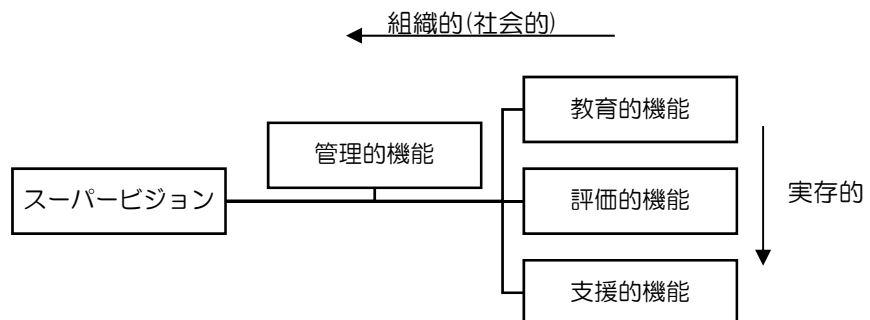 組織的(社会的)
教育的機能
管理的機能
スーパービジョン
評価的機能
実存的
支援的機能